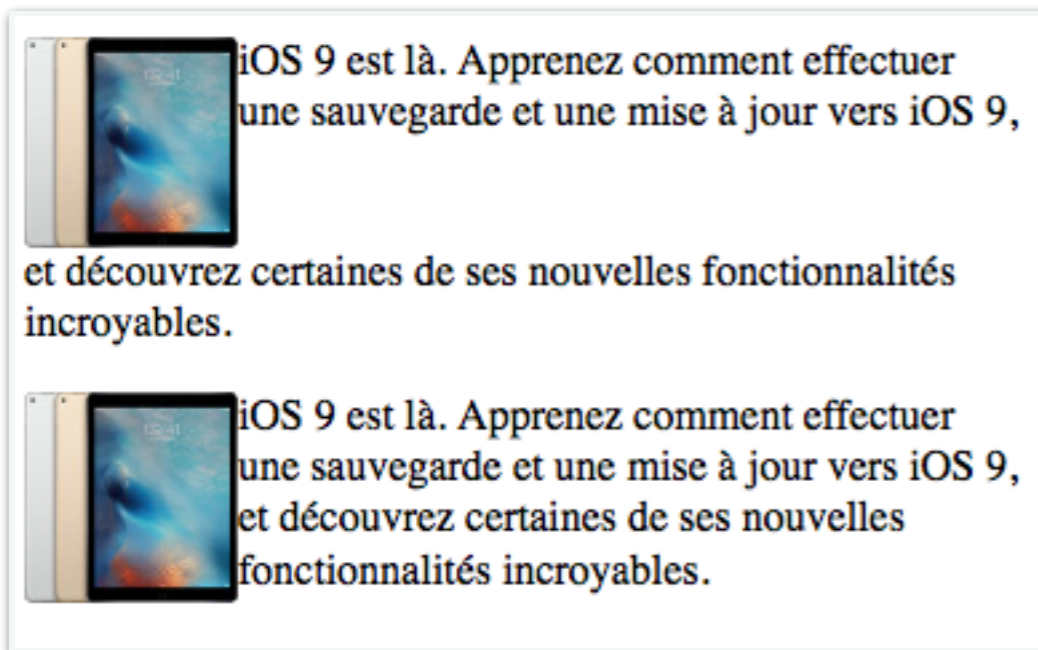 iOS 9 est là. Apprenez comment effectuer
une sauvegarde et une mise à jour vers iOS 9,
et découvrez certaines de ses nouvelles fonctionnalités
incroyables.
iOS 9 est là. Apprenez comment effectuer
une sauvegarde et une mise à jour vers iOS 9,
et découvrez certaines de ses nouvelles
fonctionnalités incroyables.